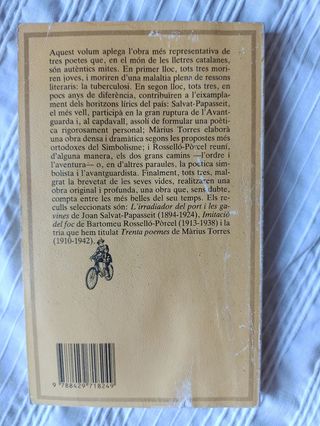 Aquest volum aplega l'obra més representativa de
tres poetes que, en el món de les lletres catalanes,
són autèntics mites. En primer lloc, tots tres mo-
riren joves, i moriren d'una malaltia plena de ressons
literaris: la tuberculosi. En segon lloc, tots tres, en
pocs anys de diferència, contribuïren a l'eixampla-
ment dels horitzons lírics del país: Salvat-Papasseit,
el més vell, participà en la gran ruptura de l'Avant-
guarda i, al capdavall, assolí de formular una poèti-
ca rigorosament personal; Màrius Torres elaborà
una obra densa i dramàtica segons les propostes més
ortodoxes del Simbolisme; i Rosselló-Pòrcel reuní,
d'alguna manera, els dos grans camins —l'ordre i
l'aventura— o, en d'altres paraules, la poètica sim-
bolista i l'avantguardista. Finalment, tots tres, mal-
grat la brevetat de les seves vides, realitzaren una
obra original i profunda, una obra que, sens dubte,
compta entre les més belles del seu temps. Els re-
culls seleccionats són: L'irradiador del port i les ga-
vines de Joan Salvat-Papasseit (1894-1924), Imitació
del foc de Bartomeu Rosselló-Pòrcel (1913-1938) i la
tria que hem titulat Trenta poemes de Màrius Torres
(1910-1942).
9 788429 718249